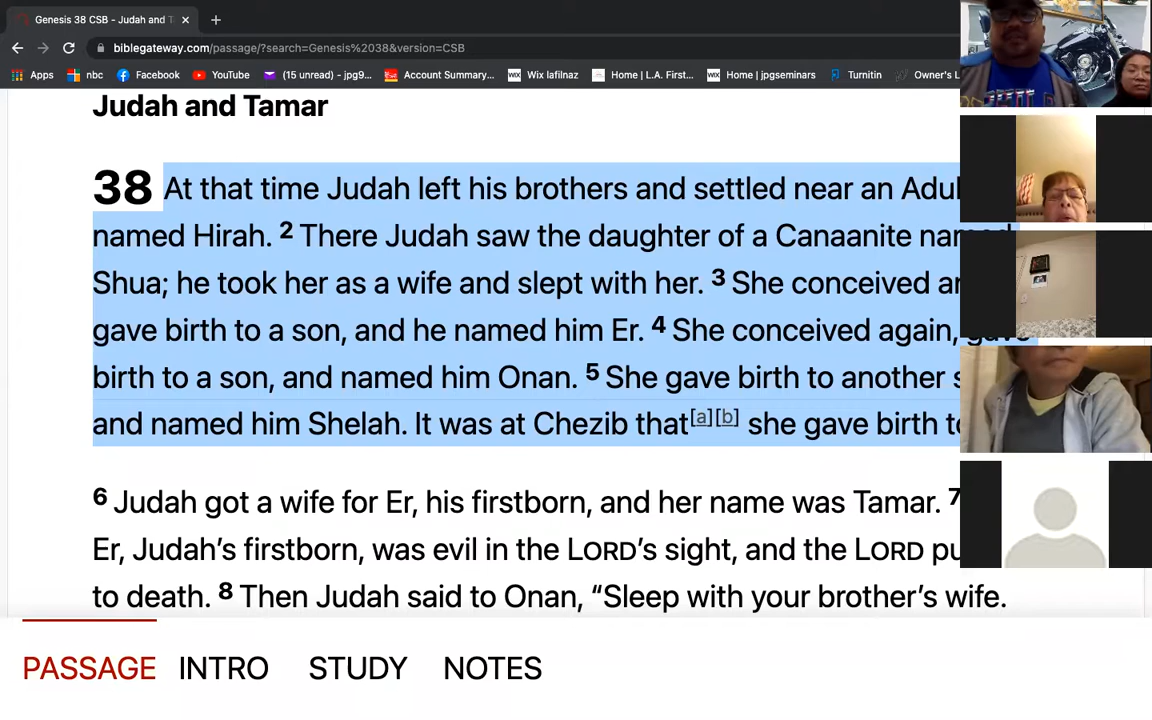 Genesis 38 CSB - Judah and T
biblegateway.com/passage/?search=Genesis%2038&version=CSB
Apps nbc Facebook YouTube (15 unread) - jpg9... Account Summary... Wix lafilnaz Home | L.A. First... Home | jpgseminars Turnitin Owner's L
Judah and Tamar
38 At that time Judah left his brothers and settled near an Adul
named Hirah. 2 There Judah saw the daughter of a Canaanite named
Shua; he took her as a wife and slept with her. 3 She conceived
gave birth to a son, and he named him Er. 4 She conceived again, gave
birth to a son, and named him Onan. 5 She gave birth to another
and named him Shelah. It was at Chezib that[a][b] she gave birth
6 Judah got a wife for Er, his firstborn, and her name was Tamar. 7
Er, Judah's firstborn, was evil in the LORD's sight, and the LORD
to death. 8 Then Judah said to Onan, “Sleep with your brother's wife.
PASSAGE INTRO STUDY NOTES